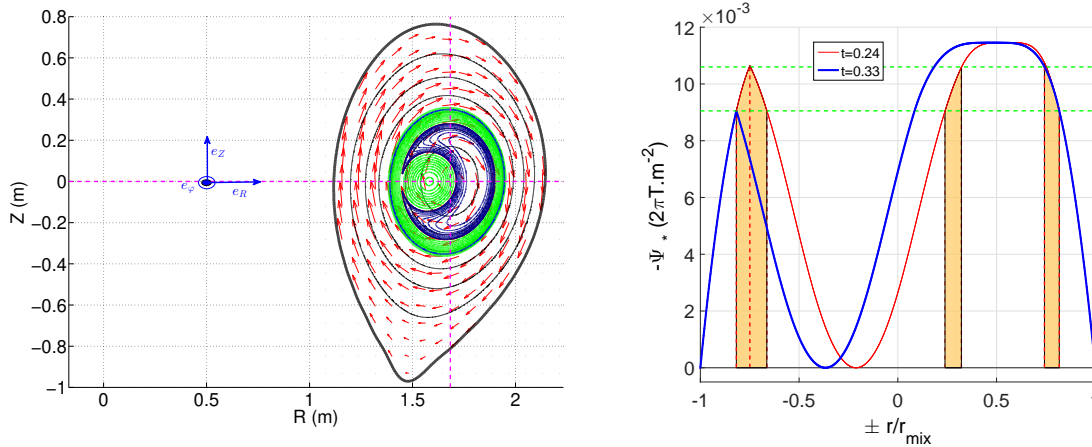 0.8
0.6
0.4
0.2
0
−0.2
−0.4
−0.6
−0.8
−1
Z (m)
e_Z
e_φ
e_R
0 0.5 1 1.5 2
R (m)
×10⁻³
12
10
8
6
4
2
0
-Ψ_* (2πT.m⁻²)
t=0.24
t=0.33
-1 -0.5 0 0.5 1
± r/r_mix